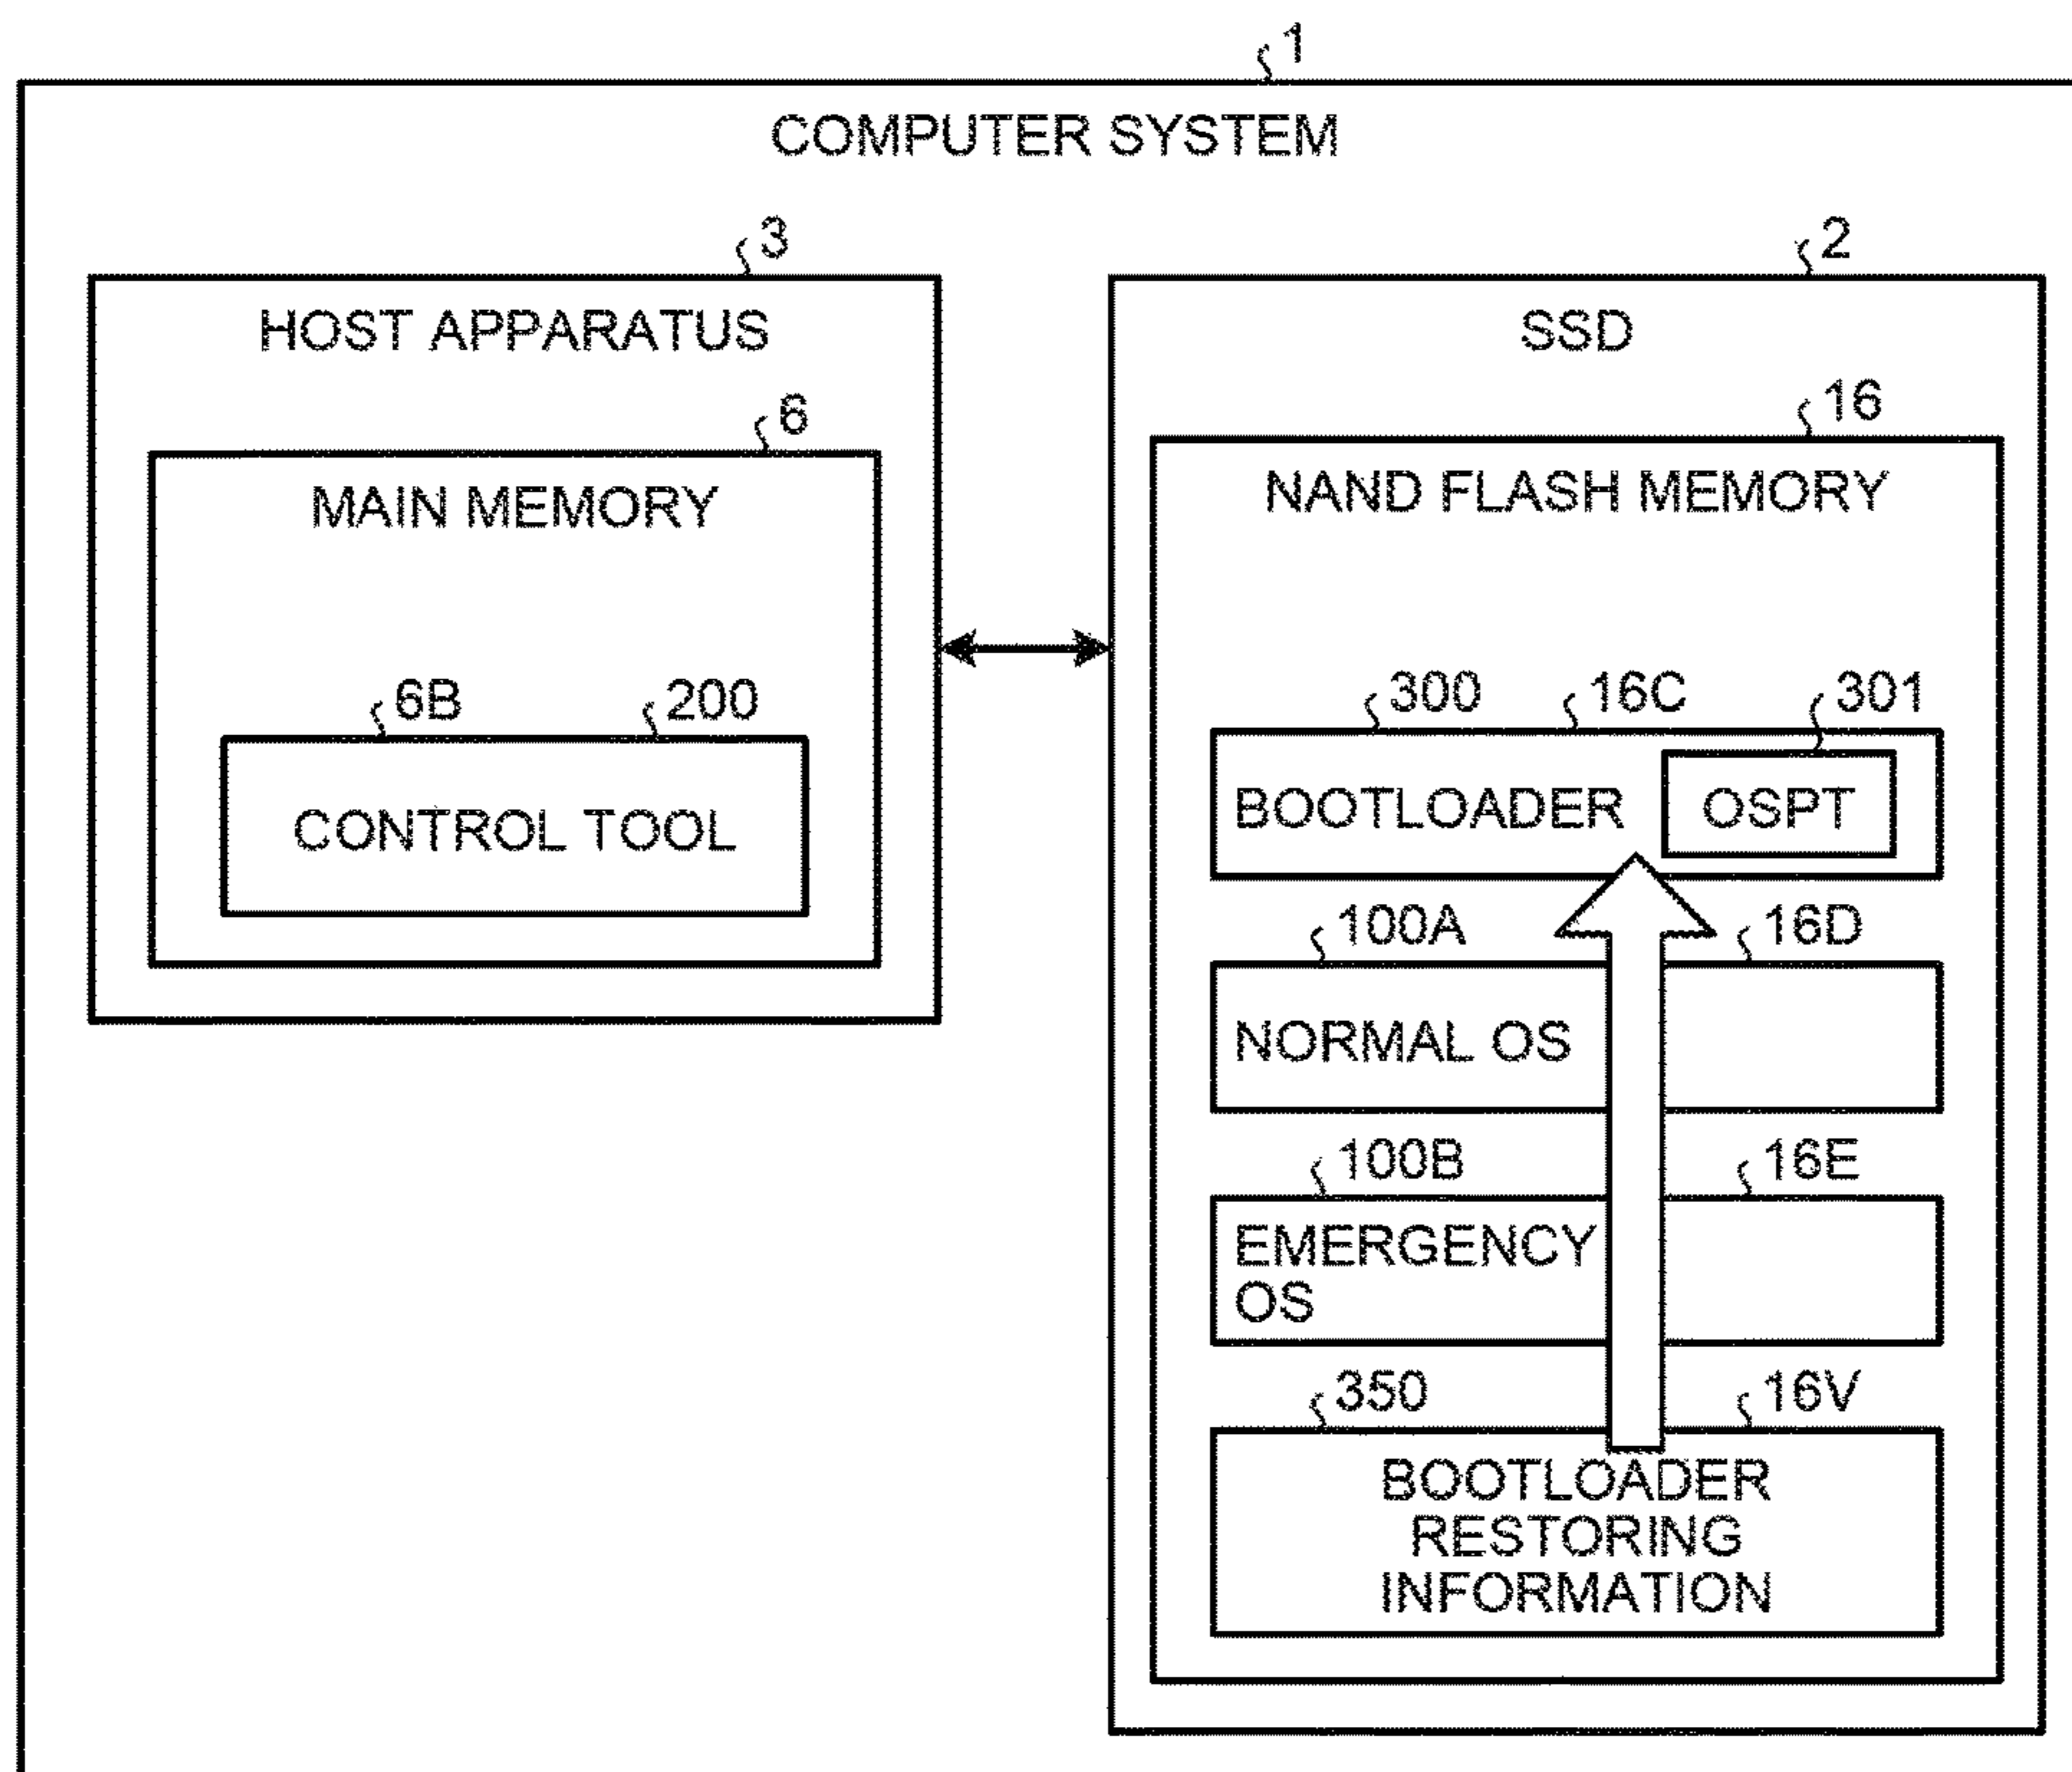 1
COMPUTER SYSTEM
3
HOST APPARATUS
6
MAIN MEMORY
6B 200
CONTROL TOOL
2
SSD
16
NAND FLASH MEMORY
300 16C 301
BOOTLOADER OSPT
100A 16D
NORMAL OS
100B 16E
EMERGENCY
OS
350 16V
BOOTLOADER
RESTORING
INFORMATION